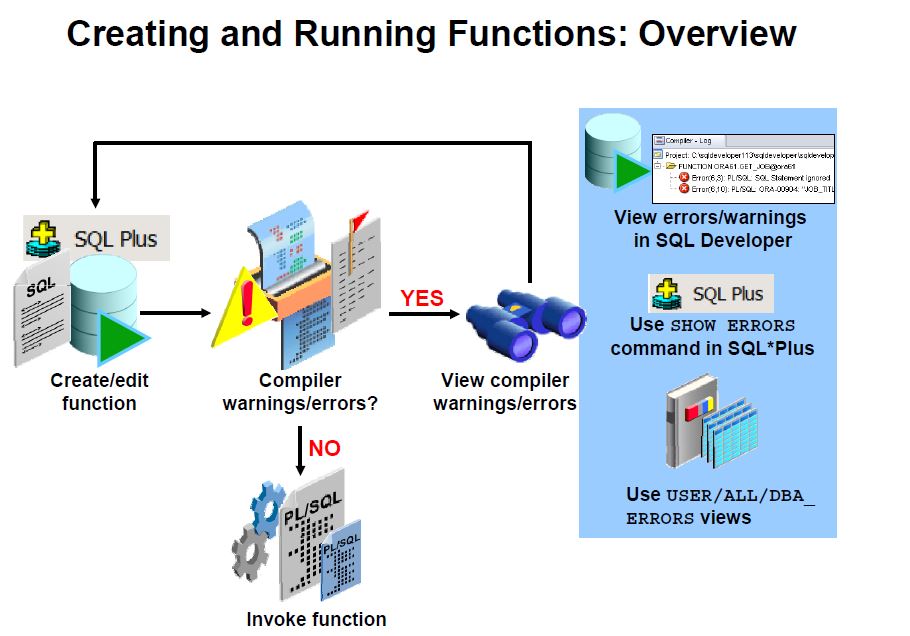 Creating and Running Functions: Overview
Compiler - Log
Project: C:\sqldeveloper113\sqldeveloper\sqldevelop
FUNCTION ORA61.GET_JOB@ora61
Error(6,3): PL/SQL: SQL Statement ignored
Error(6,10): PL/SQL: ORA-00904: "JOB_TITL
View errors/warnings
in SQL Developer
SQL Plus
SQL
YES
SQL Plus
Use SHOW ERRORS
command in SQL*Plus
Create/edit
function
Compiler
warnings/errors?
View compiler
warnings/errors
NO
Use USER/ALL/DBA_
ERRORS views
PL/SQL
PL/SQL
Invoke function